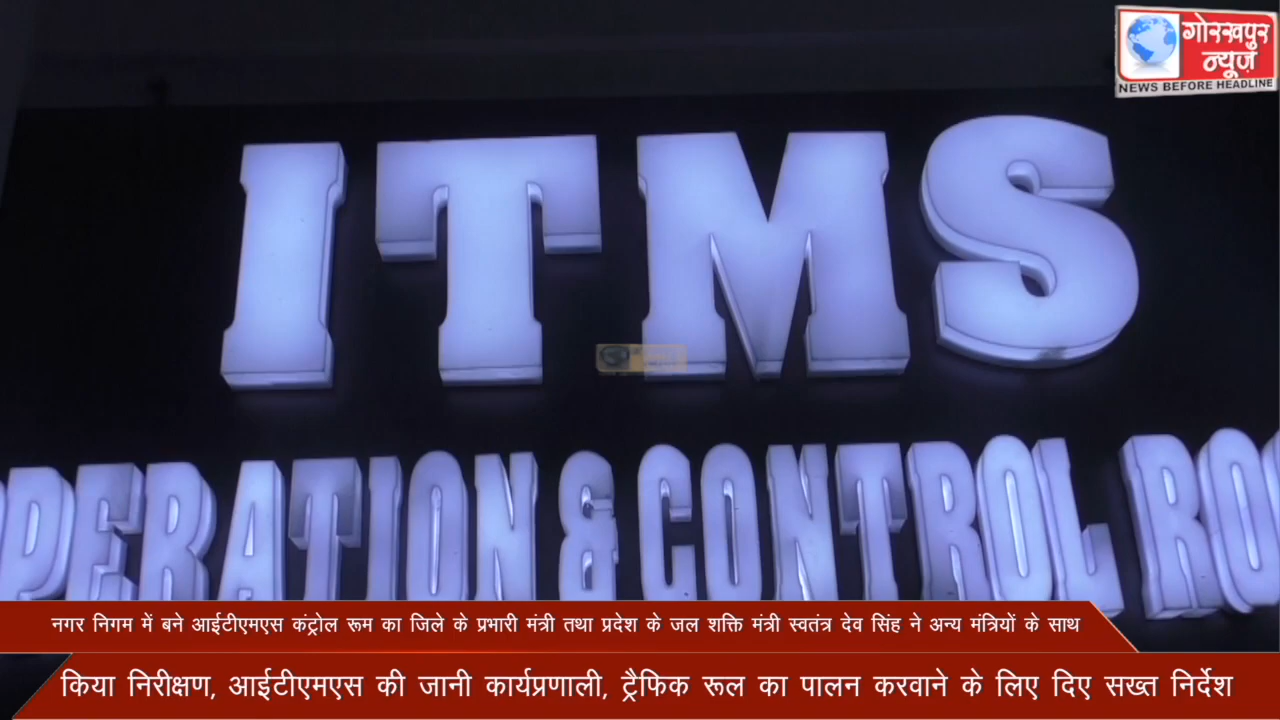 गोरखपुर
न्यूज़
NEWS BEFORE HEADLINE
ITMS
PERATION & CONTROL RO
नगर निगम में बने आईटीएमएस कंट्रोल रूम का जिले के प्रभारी मंत्री तथा प्रदेश के जल शक्ति मंत्री स्वतंत्र देव सिंह ने अन्य मंत्रियों के साथ
किया निरीक्षण, आईटीएमएस की जानी कार्यप्रणाली, ट्रैफिक रूल का पालन करवाने के लिए दिए सख्त निर्देश